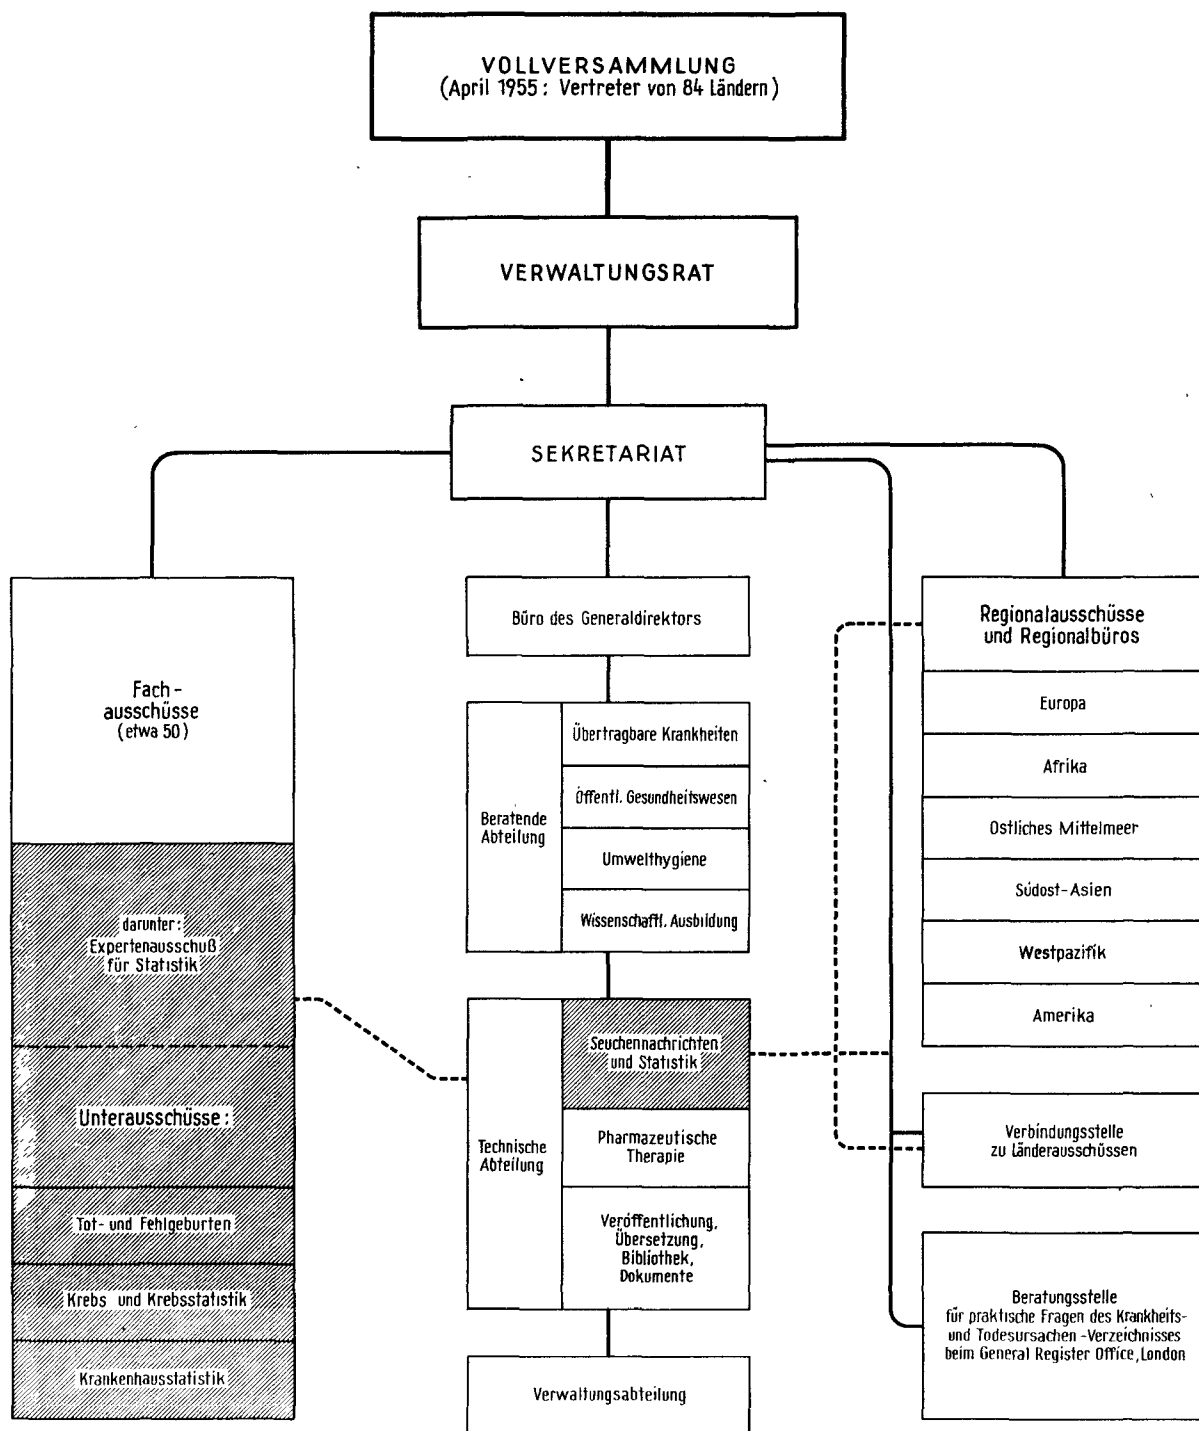 VOLLVERSAMMLUNG
(April 1955: Vertreter von 84 Ländern)
VERWALTUNGSRAT
SEKRETARIAT
Fach-
ausschüsse
(etwa 50)
darunter:
Expertenausschuß
für Statistik
Unterausschüsse:
Tot- und Fehlgeburten
Krebs und Krebsstatistik
Krankenhausstatistik
Büro des Generaldirektors
Beratende
Abteilung
Übertragbare Krankheiten
Öffentl. Gesundheitswesen
Umwelthygiene
Wissenschaftl. Ausbildung
Technische
Abteilung
Seuchennachrichten
und Statistik
Pharmazeutische
Therapie
Veröffentlichung,
Übersetzung,
Bibliothek,
Dokumente
Verwaltungsabteilung
Regionalausschüsse
und Regionalbüros
Europa
Afrika
Östliches Mittelmeer
Südost-Asien
Westpazifik
Amerika
Verbindungsstelle
zu Länderausschüssen
Beratungsstelle
für praktische Fragen des Krankheits-
und Todesursachen-Verzeichnisses
beim General Register Office, London